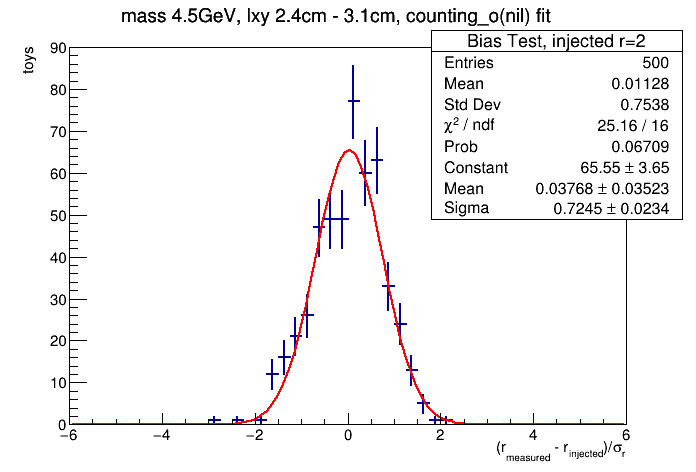 mass 4.5GeV, lxy 2.4cm - 3.1cm, counting_o(nil) fit
Bias Test, injected r=2
Entries 500
Mean 0.01128
Std Dev 0.7538
χ² / ndf 25.16 / 16
Prob 0.06709
Constant 65.55 ± 3.65
Mean 0.03768 ± 0.03523
Sigma 0.7245 ± 0.0234
toys
90
80
70
60
50
40
30
20
10
0
−6 −4 −2 0 2 4 6
(r_measured - r_injected)/σ_r